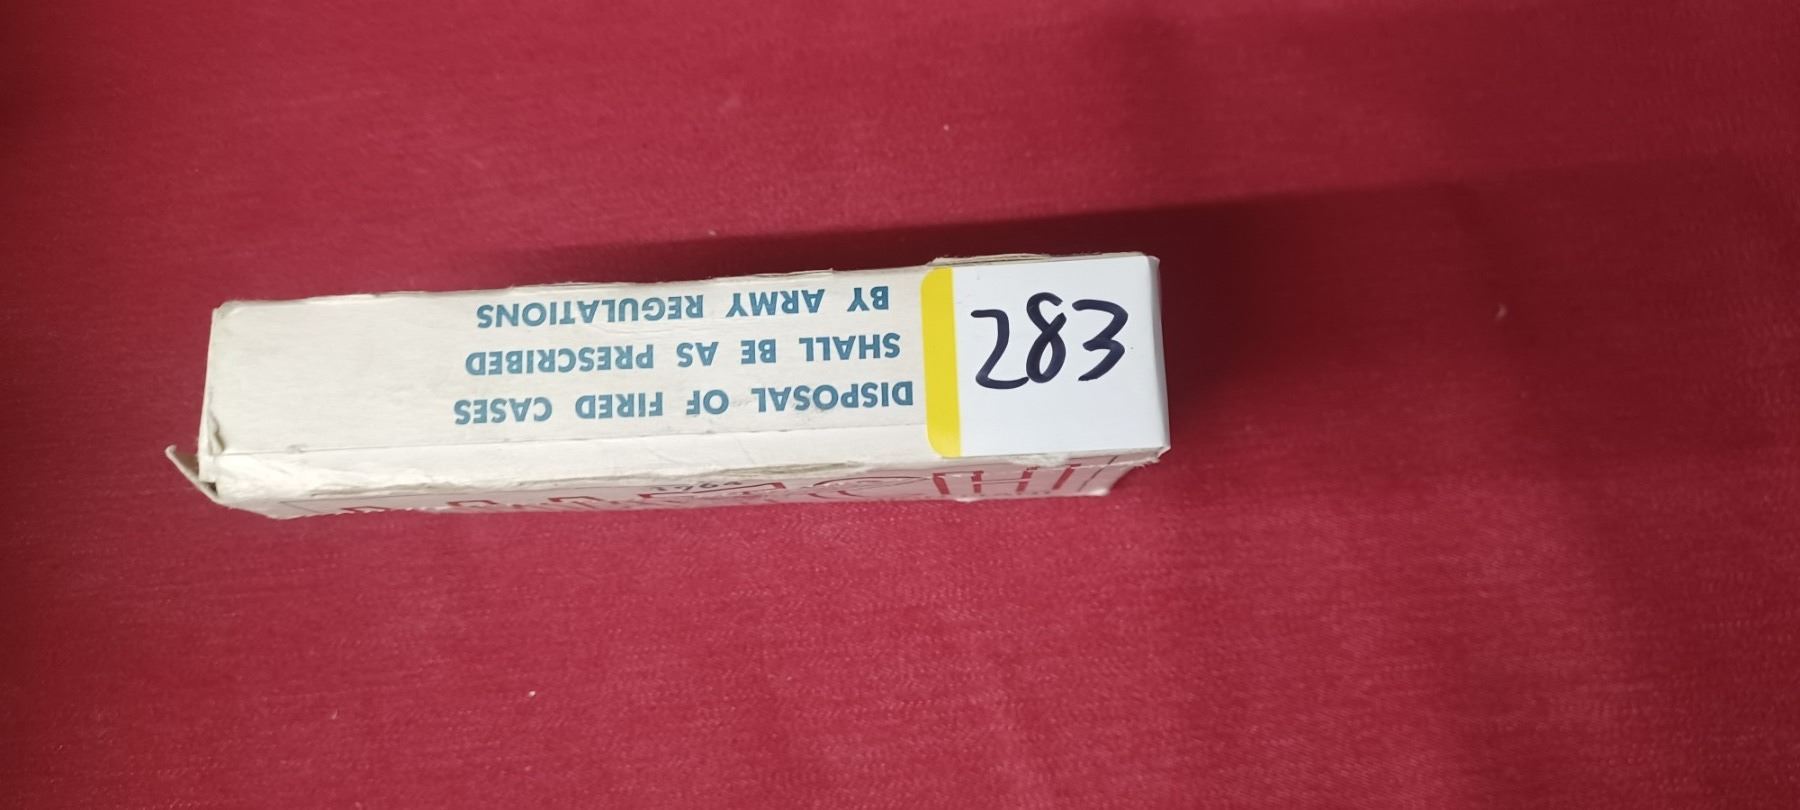 DISPOSAL OF FIRED CASES
SHALL BE AS PRESCRIBED
BY ARMY REGULATIONS
283